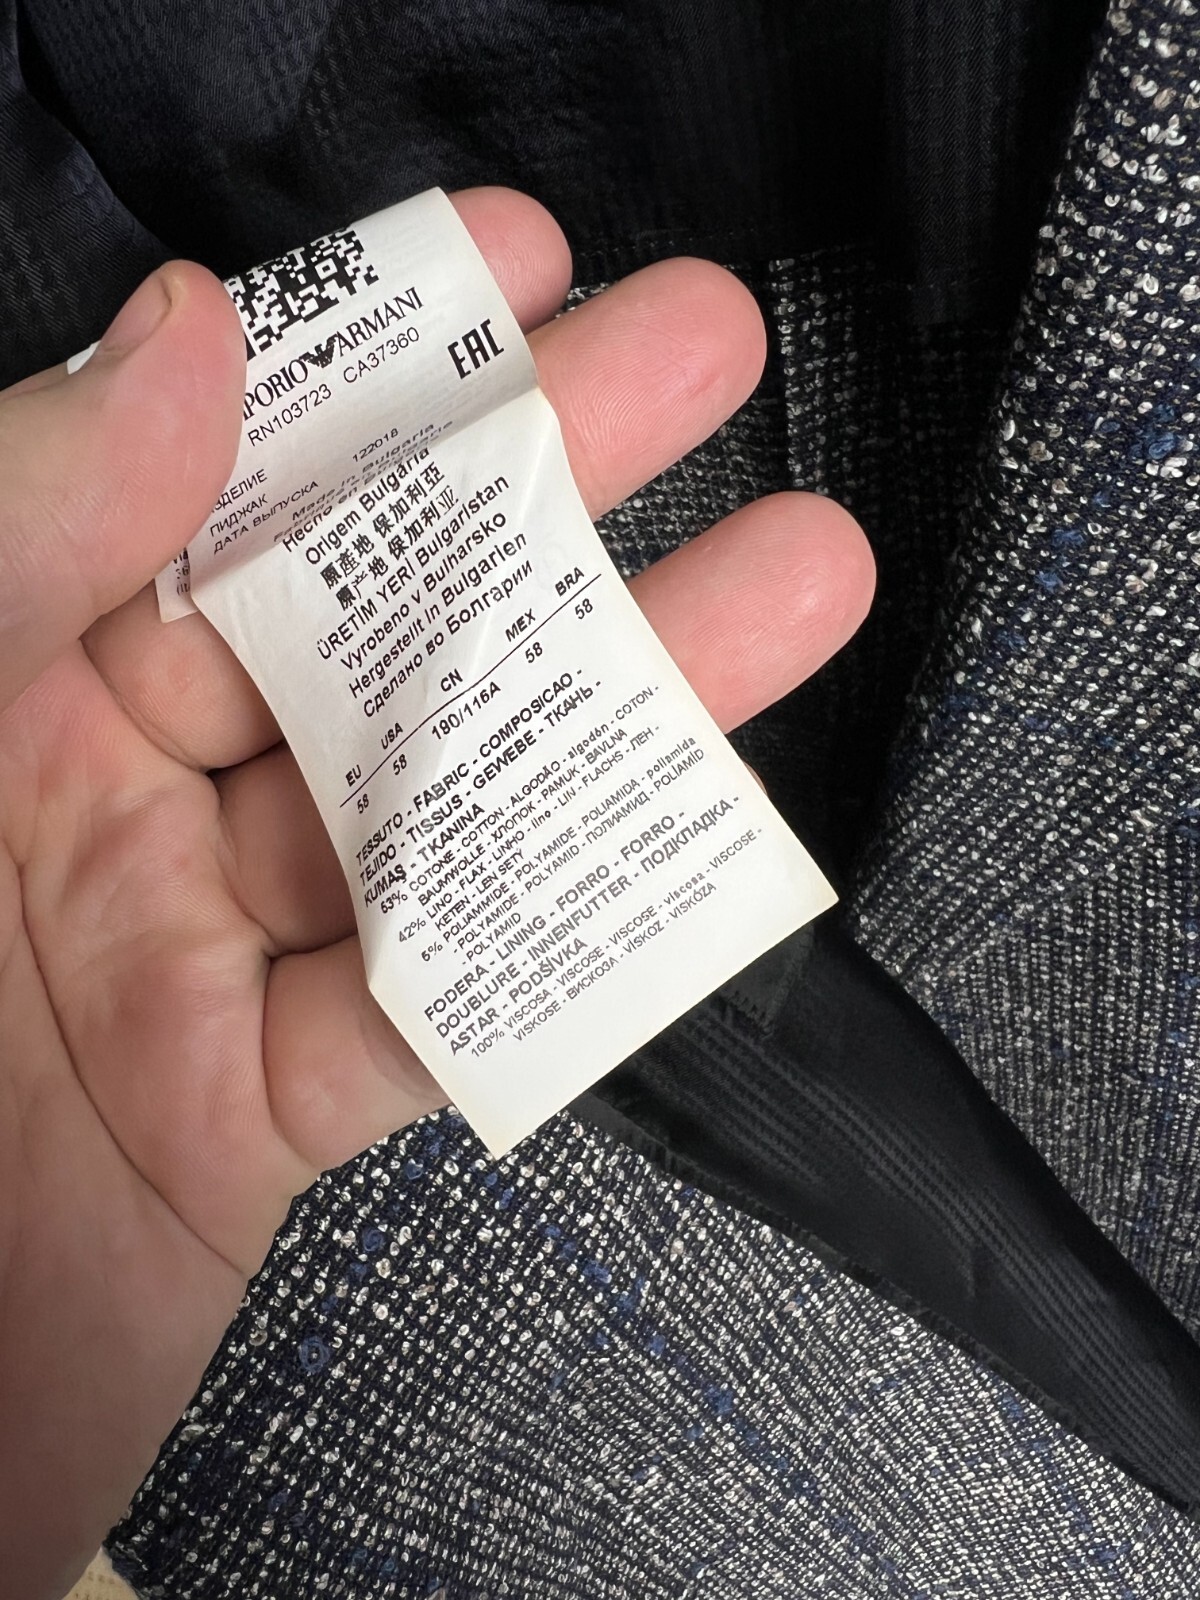 EMPORIO ARMANI
RN103723 CA37360
EAC
ИЗДЕЛИЕ
ПИДЖАК
ДАТА ВЫПУСКА 122018
Made in Bulgaria
Fabriqué en Bulgarie
Hecho en Bulgaria
Origem Bulgária
原產地 保加利亞
原产地 保加利亚
ÜRETİM YERİ Bulgaristan
Vyrobeno v Bulharsko
Hergestellt in Bulgarien
Сделано во Болгарии
EU USA CN MEX BRA
58 58 190/116A 58 58
TESSUTO - FABRIC - COMPOSICAO -
TEJIDO - TISSUS - GEWEBE - ТКАНЬ -
KUMAŞ - TKANINA
53% COTONE - COTTON - ALGODÃO - algodón - COTON -
BAUMWOLLE - ХЛОПОК - PAMUK - BAVLNA
42% LINO - FLAX - LINHO - lino - LIN - FLACHS - ЛЕН -
KETEN - LEN SETY
5% POLIAMMIDE - POLYAMIDE - POLIAMIDA - poliamida
- POLYAMIDE - POLYAMID - ПОЛИАМИД - POLİAMİD
- POLYAMID
FODERA - LINING - FORRO - FORRO -
DOUBLURE - INNENFUTTER - ПОДКЛАДКА -
ASTAR - PODŠÍVKA
100% VISCOSA - VISCOSE - VISCOSE - viscosa - VISCOSE -
VISKOSE - ВИСКОЗА - VİSKOZ - VISKÓZA